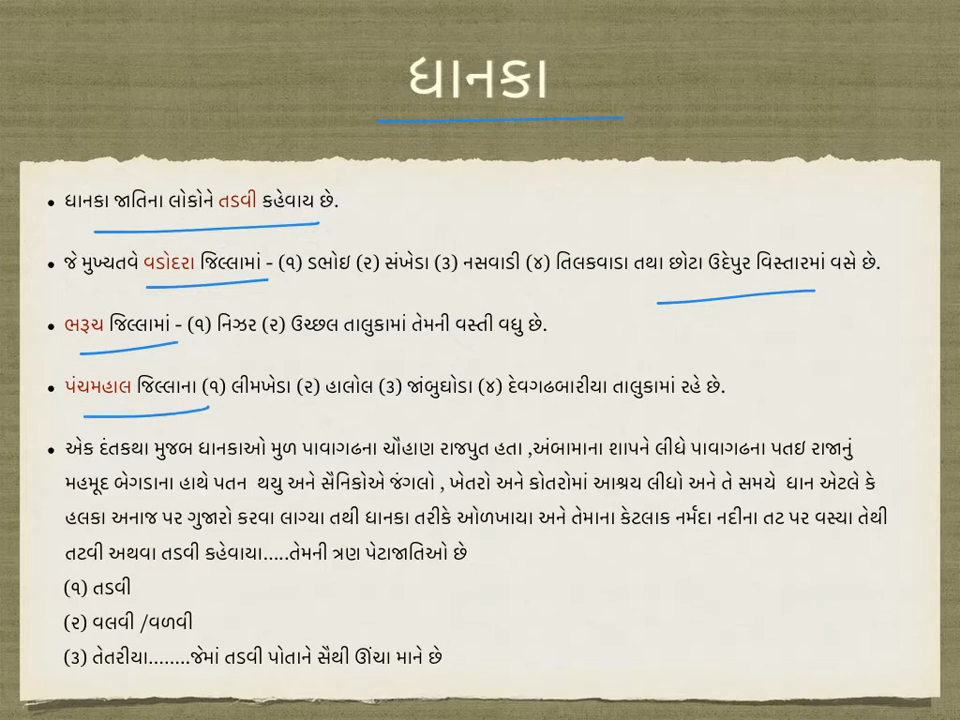 ધાનકા
• ધાનકા જાતિના લોકોને તડવી કહેવાય છે.
• જે મુખ્યતવે વડોદરા જિલ્લામાં - (૧) ડભોઇ (૨) સંખેડા (૩) નસવાડી (૪) તિલકવાડા તથા છોટા ઉદેપુર વિસ્તારમાં વસે છે.
• ભરૂચ જિલ્લામાં - (૧) નિઝર (૨) ઉચ્છલ તાલુકામાં તેમની વસ્તી વધુ છે.
• પંચમહાલ જિલ્લાના (૧) લીમખેડા (૨) હાલોલ (૩) જાંબુઘોડા (૪) દેવગઢબારીયા તાલુકામાં રહે છે.
• એક દંતકથા મુજબ ધાનકાઓ મુળ પાવાગઢના ચૌહાણ રાજપુત હતા ,અંબામાના શાપને લીધે પાવાગઢના પતઇ રાજાનું
મહમૂદ બેગડાના હાથે પતન થયુ અને સૈનિકોએ જંગલો , ખેતરો અને કોતરોમાં આશ્રય લીધો અને તે સમયે ધાન એટલે કે
હલકા અનાજ પર ગુજારો કરવા લાગ્યા તથી ધાનકા તરીકે ઓળખાયા અને તેમાના કેટલાક નર્મદા નદીના તટ પર વસ્યા તેથી
તટવી અથવા તડવી કહેવાયા.....તેમની ત્રણ પેટાજાતિઓ છે
(૧) તડવી
(૨) વલવી /વળવી
(૩) તેતરીયા........જેમાં તડવી પોતાને સૈથી ઊંચા માને છે